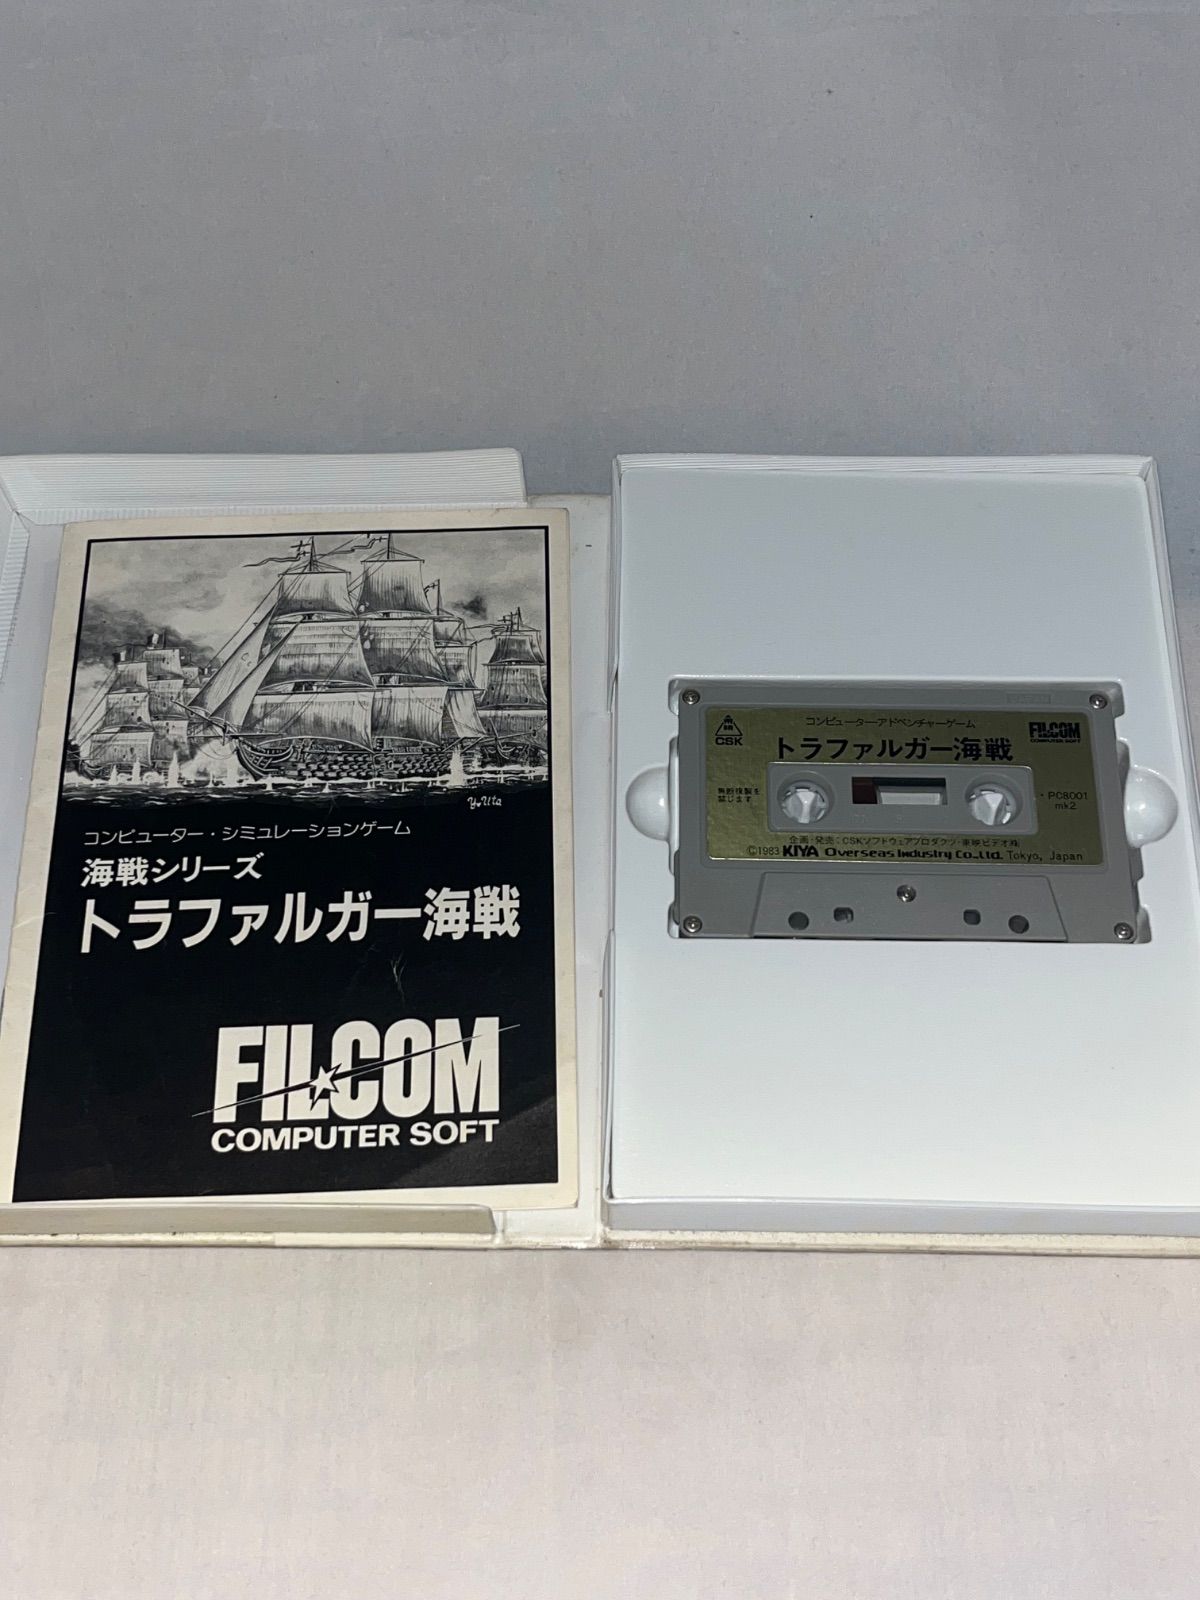 Y.Uta
コンピューター・シミュレーションゲーム
海戦シリーズ
トラファルガー海戦
FILCOM
COMPUTER SOFT
CSK
コンピューターアドベンチャーゲーム
トラファルガー海戦
FILCOM
COMPUTER SOFT
無断複製を
禁じます
・PC8001
mk2
企画・発売：CSKソフトウェアプロダクツ・東映ビデオ㈱
©1983 KIYA Overseas Industry Co., Ltd. Tokyo, Japan